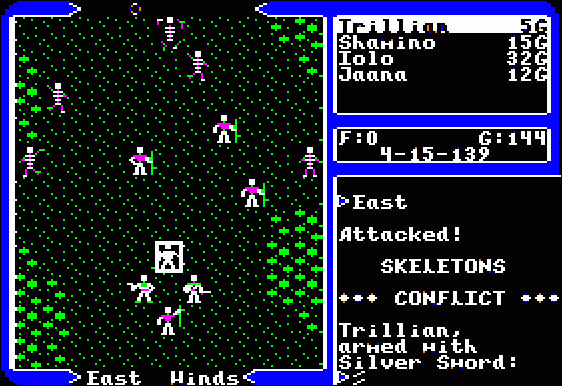 Trillian 5G
Shamino 15G
Iolo 32G
Jaana 12G
F:0 G:144
4-15-139
East
Attacked!
SKELETONS
*** CONFLICT ***
Trillian,
armed with
Silver Sword:
East Winds